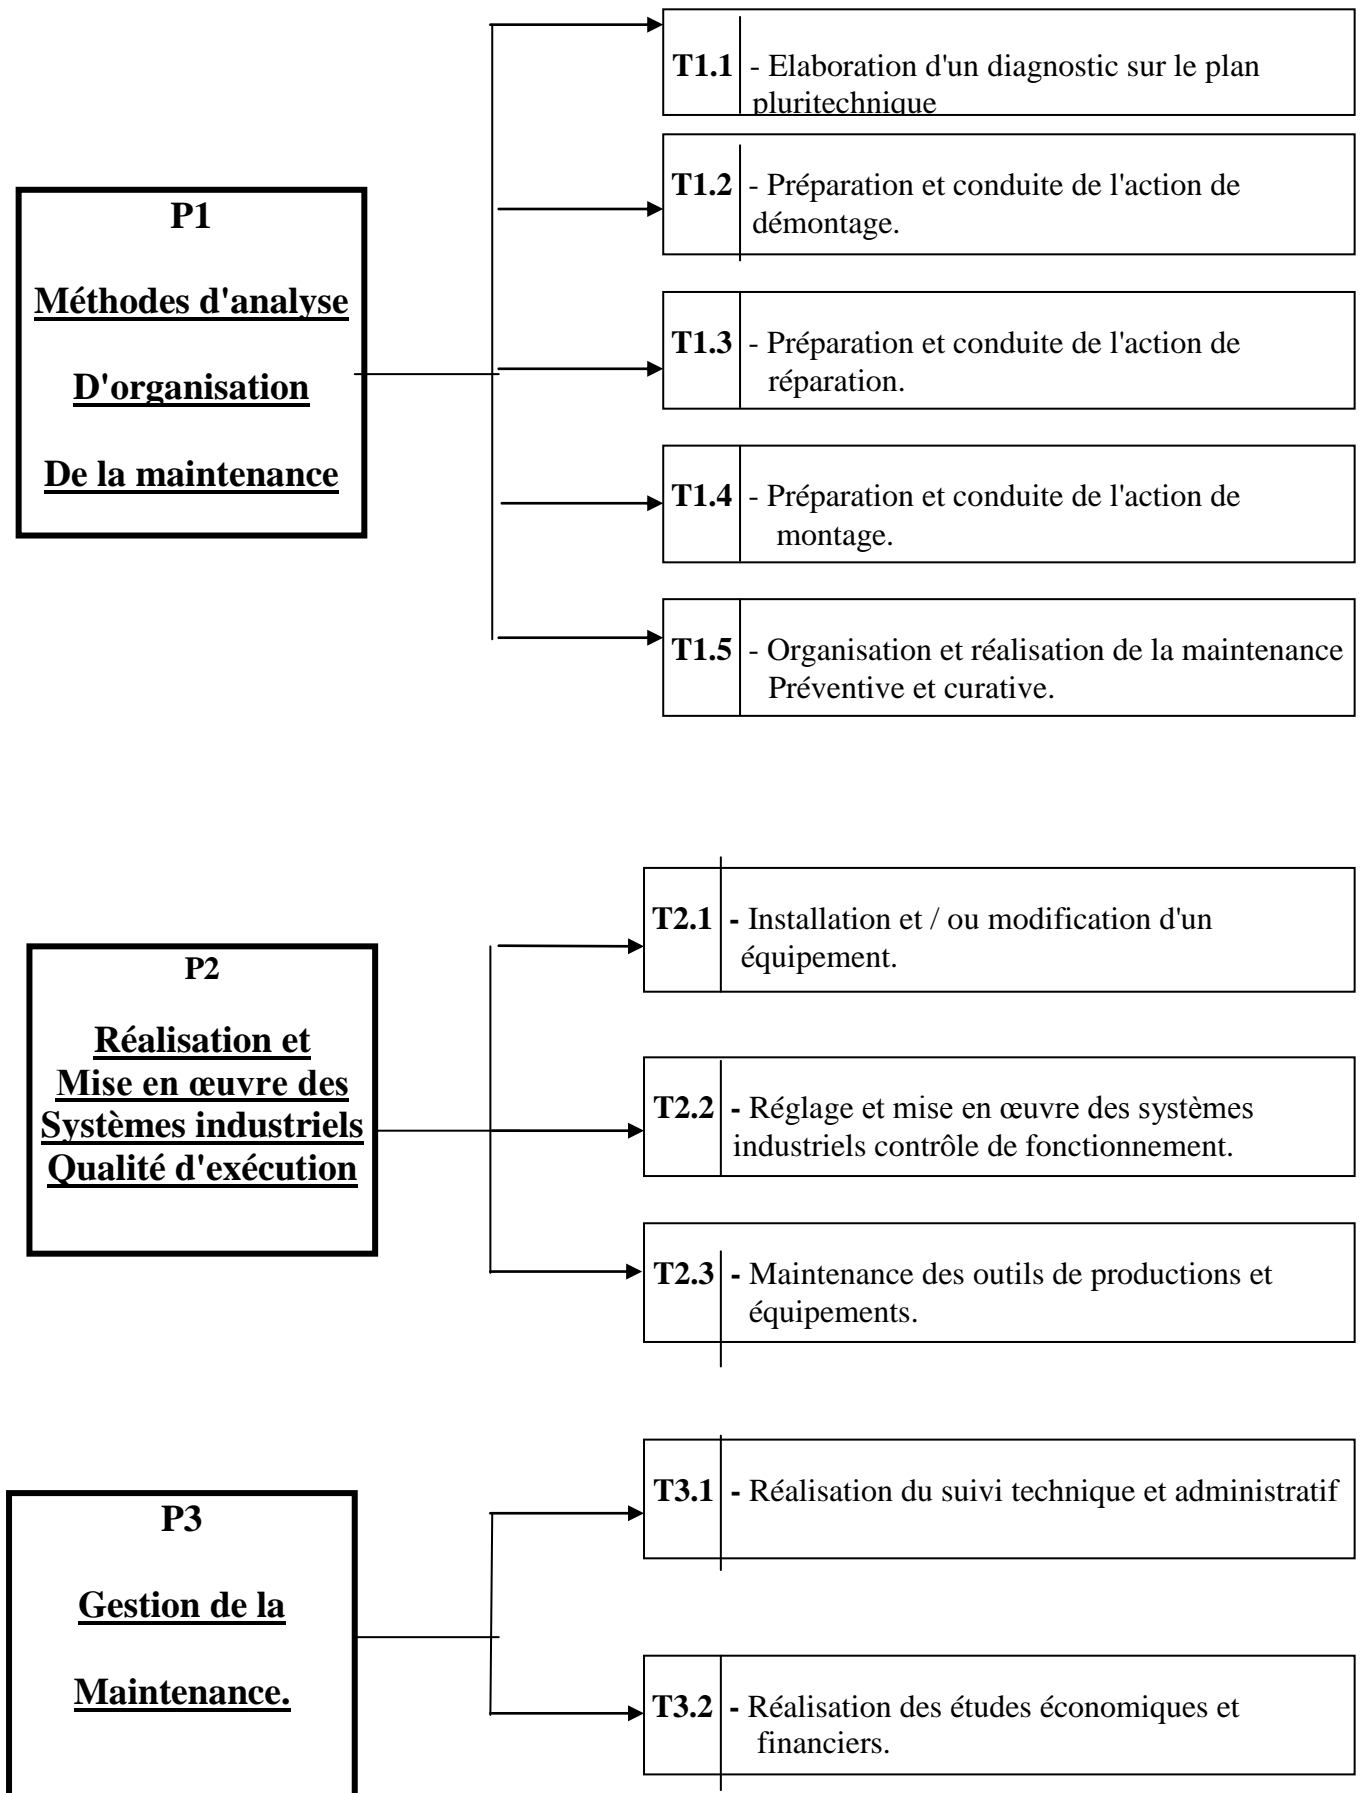 P1
Méthodes d'analyse
D'organisation
De la maintenance
T1.1 - Elaboration d'un diagnostic sur le plan
pluritechnique
T1.2 - Préparation et conduite de l'action de
démontage.
T1.3 - Préparation et conduite de l'action de
réparation.
T1.4 - Préparation et conduite de l'action de
montage.
T1.5 - Organisation et réalisation de la maintenance
Préventive et curative.
P2
Réalisation et
Mise en œuvre des
Systèmes industriels
Qualité d'exécution
T2.1 - Installation et / ou modification d'un
équipement.
T2.2 - Réglage et mise en œuvre des systèmes
industriels contrôle de fonctionnement.
T2.3 - Maintenance des outils de productions et
équipements.
P3
Gestion de la
Maintenance.
T3.1 - Réalisation du suivi technique et administratif
T3.2 - Réalisation des études économiques et
financiers.